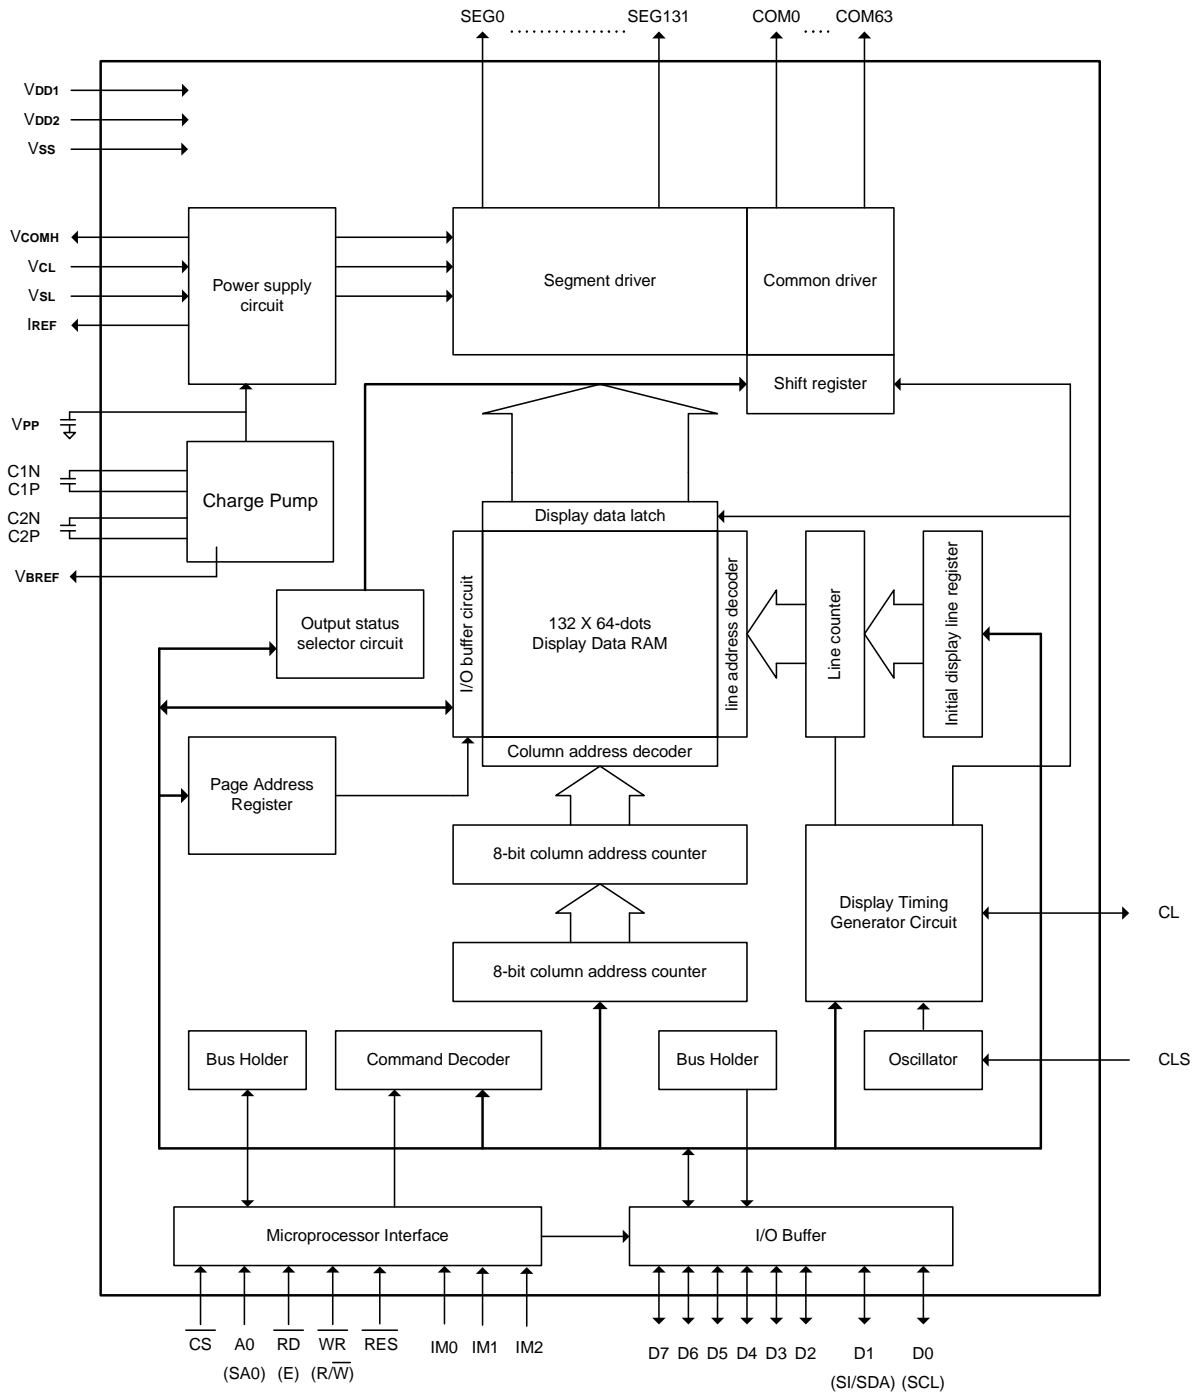 SEG0 ................... SEG131 COM0 .... COM63
VDD1
VDD2
VSS
VCOMH
VCL
VSL
IREF
Power supply
circuit
Segment driver
Common driver
Shift register
VPP
C1N
C1P
C2N
C2P
VBREF
Charge Pump
Display data latch
Output status
selector circuit
I/O buffer circuit
132 X 64-dots
Display Data RAM
line address decoder
Line counter
Initial display line register
Column address decoder
Page Address
Register
8-bit column address counter
8-bit column address counter
Display Timing
Generator Circuit
CL
Bus Holder
Command Decoder
Bus Holder
Oscillator
CLS
Microprocessor Interface
I/O Buffer
CS A0 RD WR RES IM0 IM1 IM2 D7 D6 D5 D4 D3 D2 D1 D0
(SA0) (E) (R/W) (SI/SDA) (SCL)